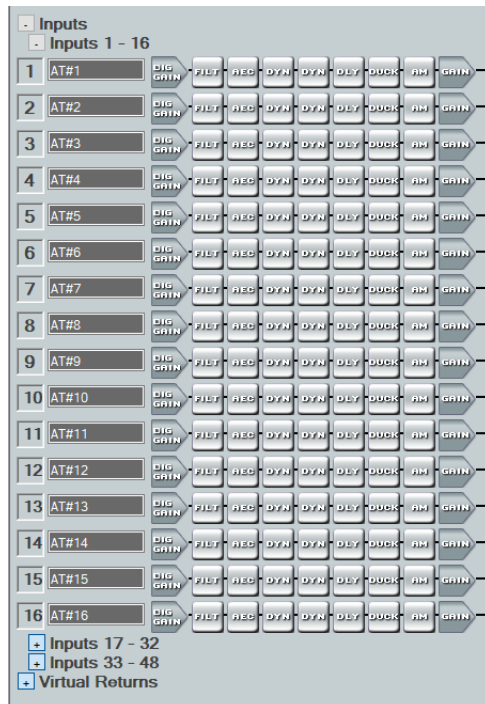 - Inputs
- Inputs 1 - 16
1 AT#1 DIG GAIN FILT AEC DYN DYN DLY DUCK AM GAIN
2 AT#2 DIG GAIN FILT AEC DYN DYN DLY DUCK AM GAIN
3 AT#3 DIG GAIN FILT AEC DYN DYN DLY DUCK AM GAIN
4 AT#4 DIG GAIN FILT AEC DYN DYN DLY DUCK AM GAIN
5 AT#5 DIG GAIN FILT AEC DYN DYN DLY DUCK AM GAIN
6 AT#6 DIG GAIN FILT AEC DYN DYN DLY DUCK AM GAIN
7 AT#7 DIG GAIN FILT AEC DYN DYN DLY DUCK AM GAIN
8 AT#8 DIG GAIN FILT AEC DYN DYN DLY DUCK AM GAIN
9 AT#9 DIG GAIN FILT AEC DYN DYN DLY DUCK AM GAIN
10 AT#10 DIG GAIN FILT AEC DYN DYN DLY DUCK AM GAIN
11 AT#11 DIG GAIN FILT AEC DYN DYN DLY DUCK AM GAIN
12 AT#12 DIG GAIN FILT AEC DYN DYN DLY DUCK AM GAIN
13 AT#13 DIG GAIN FILT AEC DYN DYN DLY DUCK AM GAIN
14 AT#14 DIG GAIN FILT AEC DYN DYN DLY DUCK AM GAIN
15 AT#15 DIG GAIN FILT AEC DYN DYN DLY DUCK AM GAIN
16 AT#16 DIG GAIN FILT AEC DYN DYN DLY DUCK AM GAIN
+ Inputs 17 - 32
+ Inputs 33 - 48
+ Virtual Returns